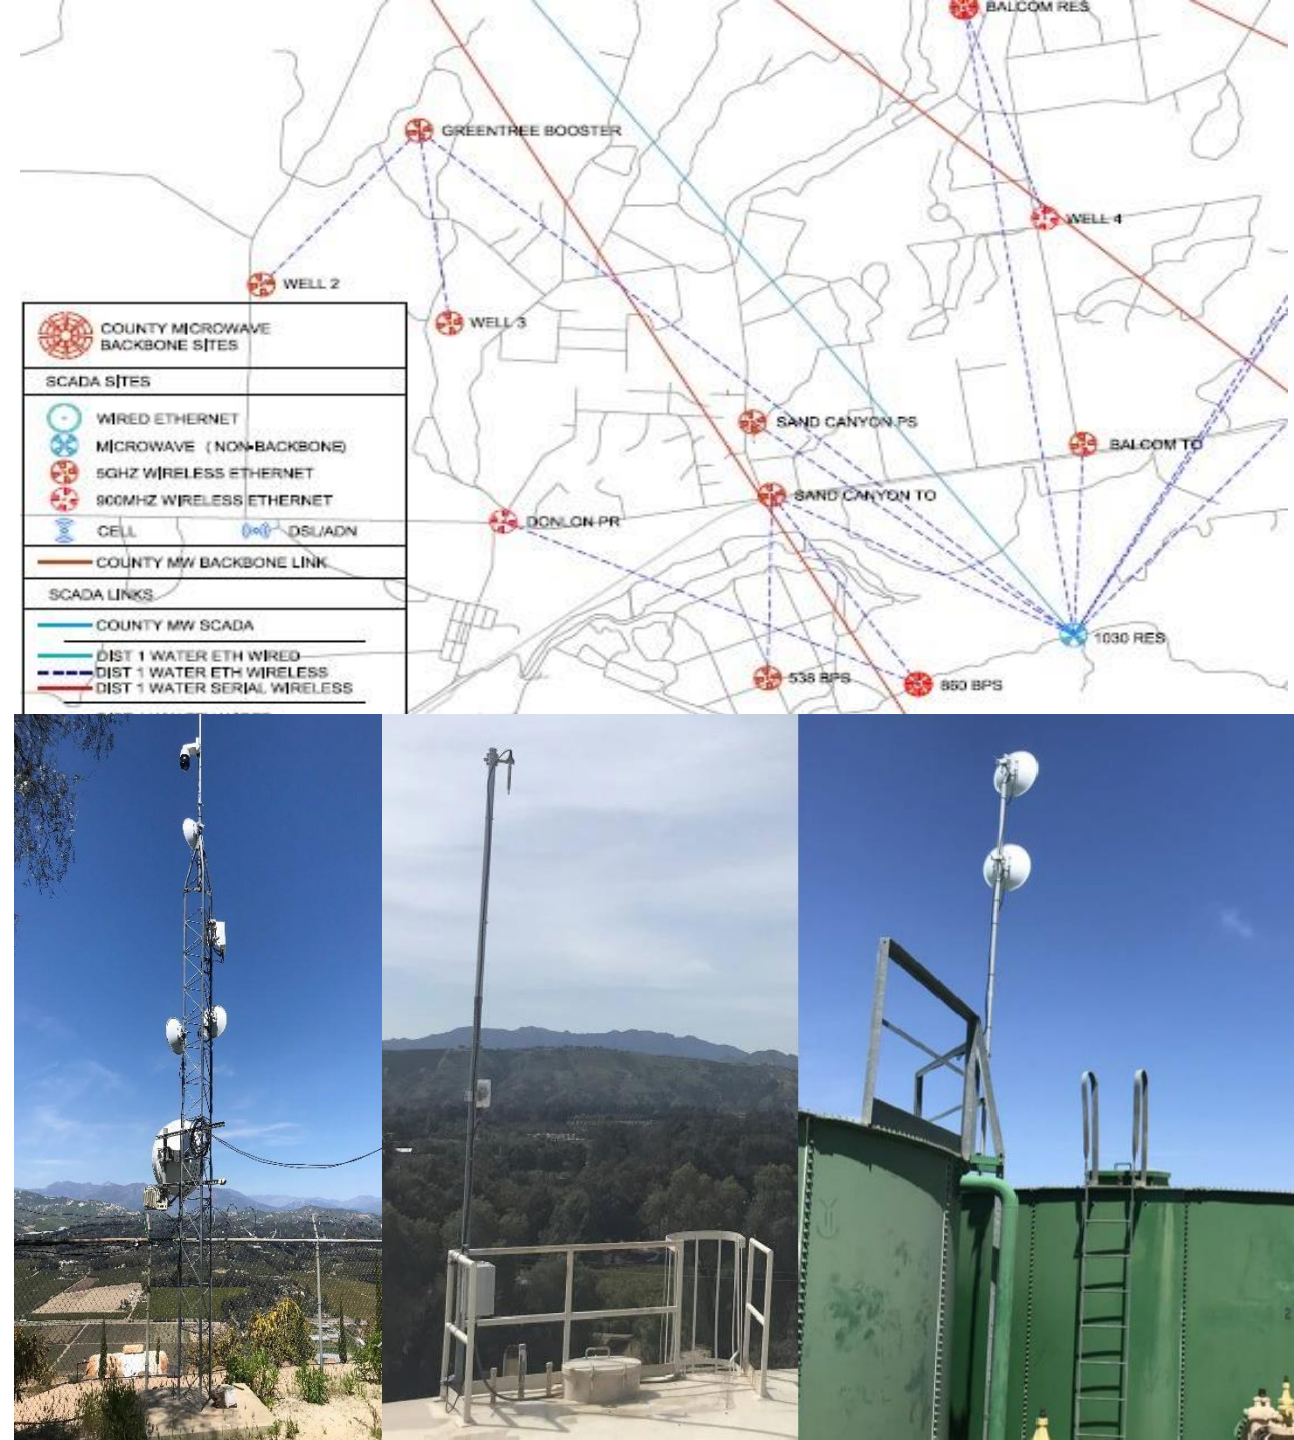 BALCOM RES
GREENTREE BOOSTER
WELL 4
WELL 2
WELL 3
COUNTY MICROWAVE
BACKBONE SITES
SCADA SITES
WIRED ETHERNET
MICROWAVE (NON-BACKBONE)
5GHZ WIRELESS ETHERNET
900MHZ WIRELESS ETHERNET
CELL
DSL/ADN
COUNTY MW BACKBONE LINK
SCADA LINKS
COUNTY MW SCADA
DIST 1 WATER ETH WIRED
DIST 1 WATER ETH WIRELESS
DIST 1 WATER SERIAL WIRELESS
SAND CANYON PS
BALCOM TO
SAND CANYON TO
DONLON PR
1030 RES
538 BPS
860 BPS